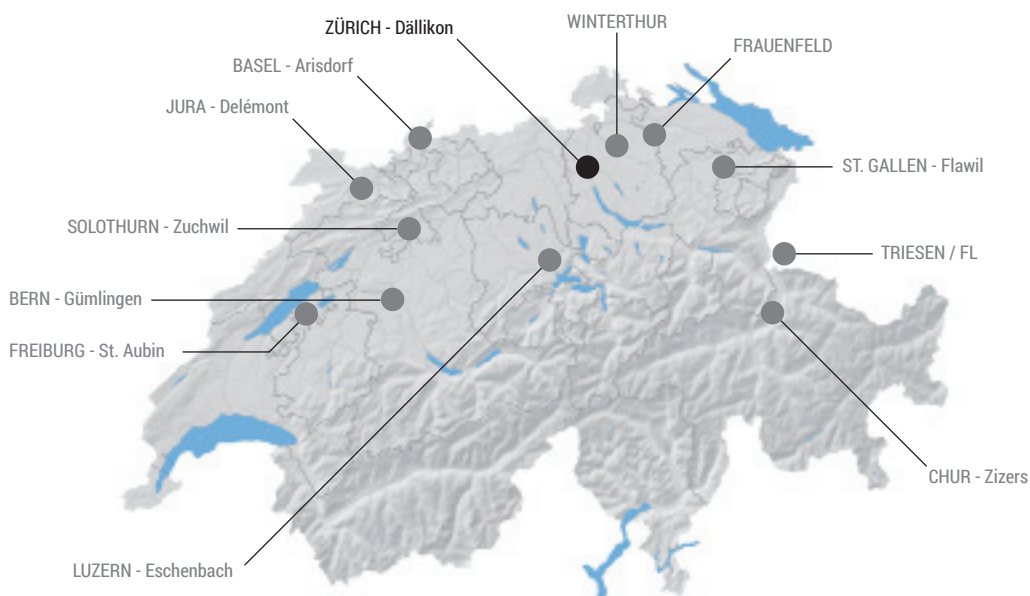 WINTERTHUR
ZÜRICH - Dällikon
FRAUENFELD
BASEL - Arisdorf
JURA - Delémont
ST. GALLEN - Flawil
SOLOTHURN - Zuchwil
TRIESEN / FL
BERN - Gümlingen
FREIBURG - St. Aubin
CHUR - Zizers
LUZERN - Eschenbach